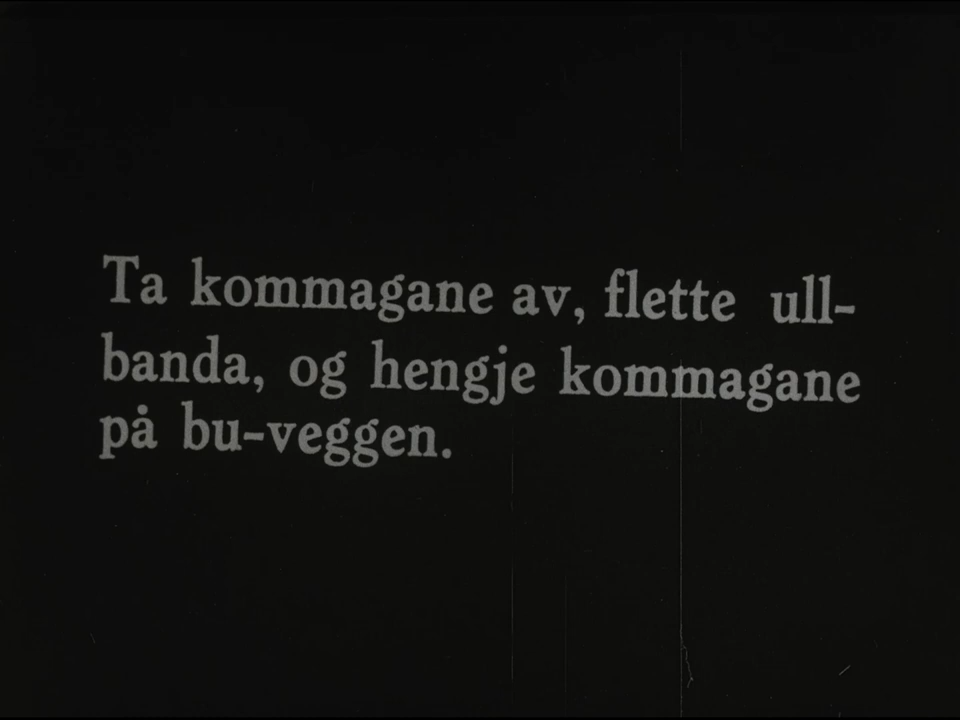 Ta kommagane av, flette ull-
banda, og hengje kommagane
på bu-veggen.